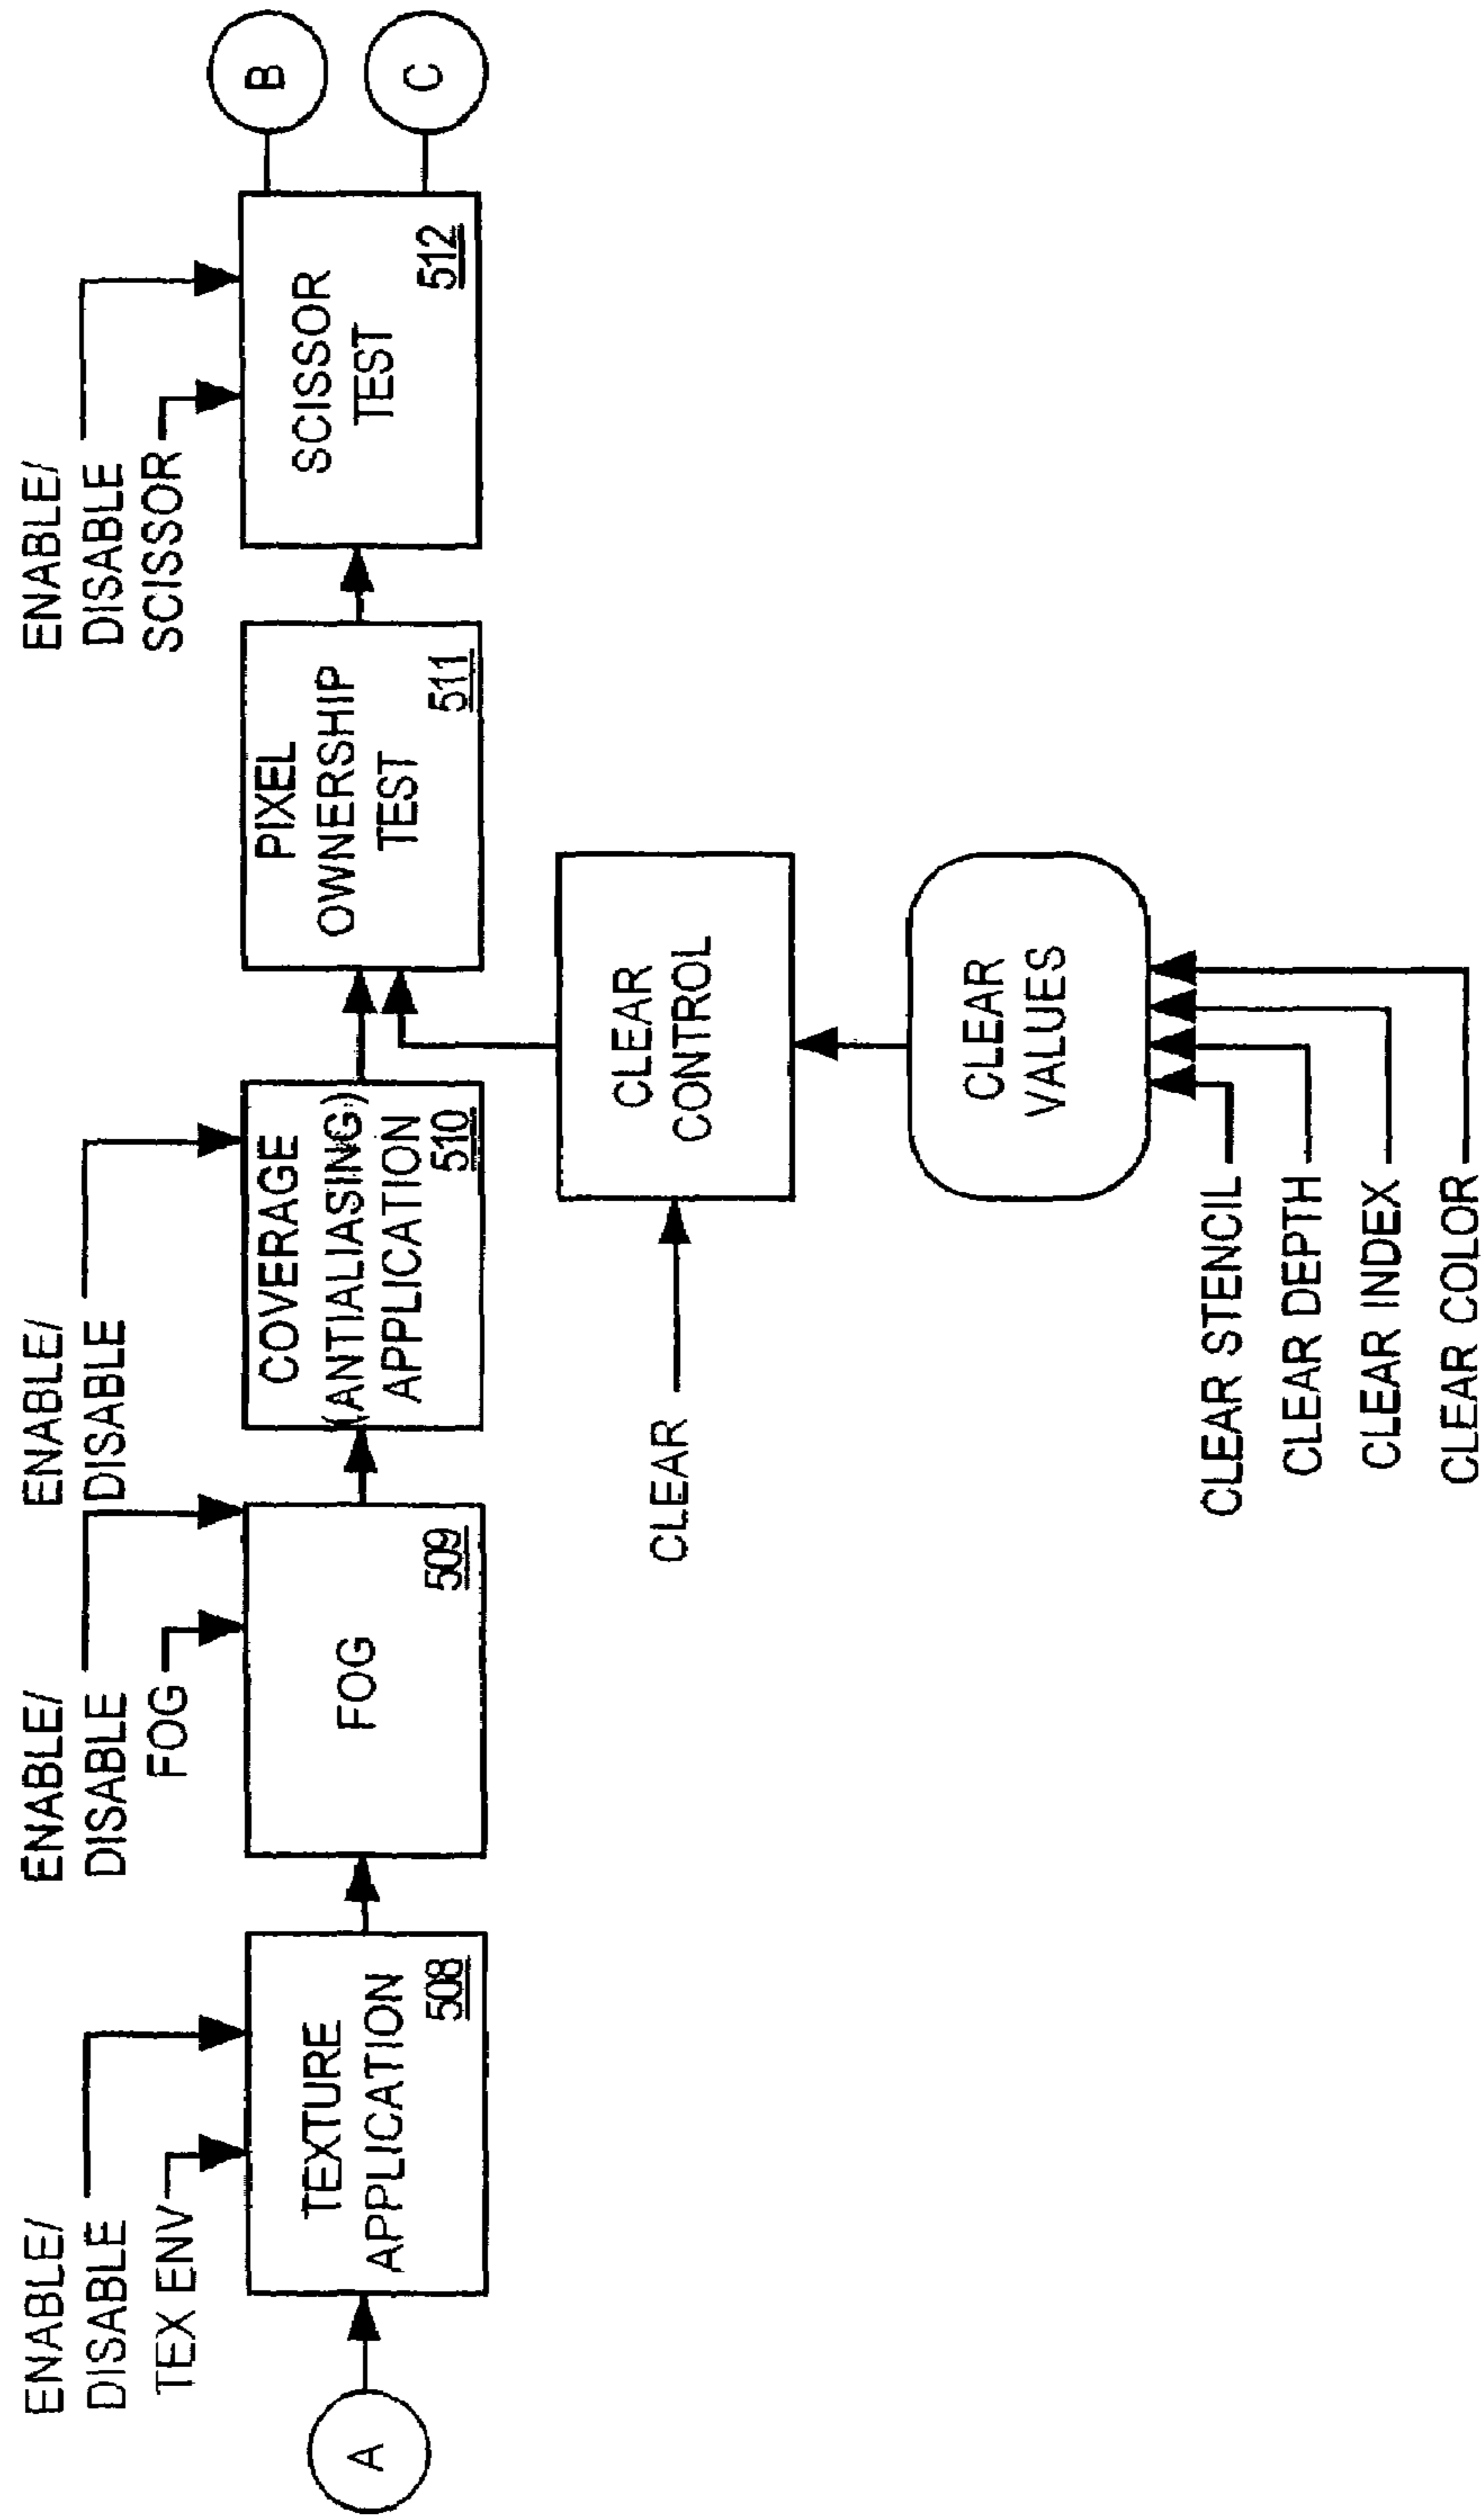 ENABLE/
DISABLE
TEX ENV
ENABLE/
DISABLE
FOG
ENABLE/
DISABLE
ENABLE/
DISABLE
SCISSOR
A
TEXTURE
APPLICATION
508
FOG
509
COVERAGE
(ANTIALIASING)
APPLICATION
510
PIXEL
OWNERSHIP
TEST
511
SCISSOR
TEST
512
B
C
CLEAR
CLEAR
CONTROL
CLEAR
VALUES
CLEAR STENCIL
CLEAR DEPTH
CLEAR INDEX
CLEAR COLOR